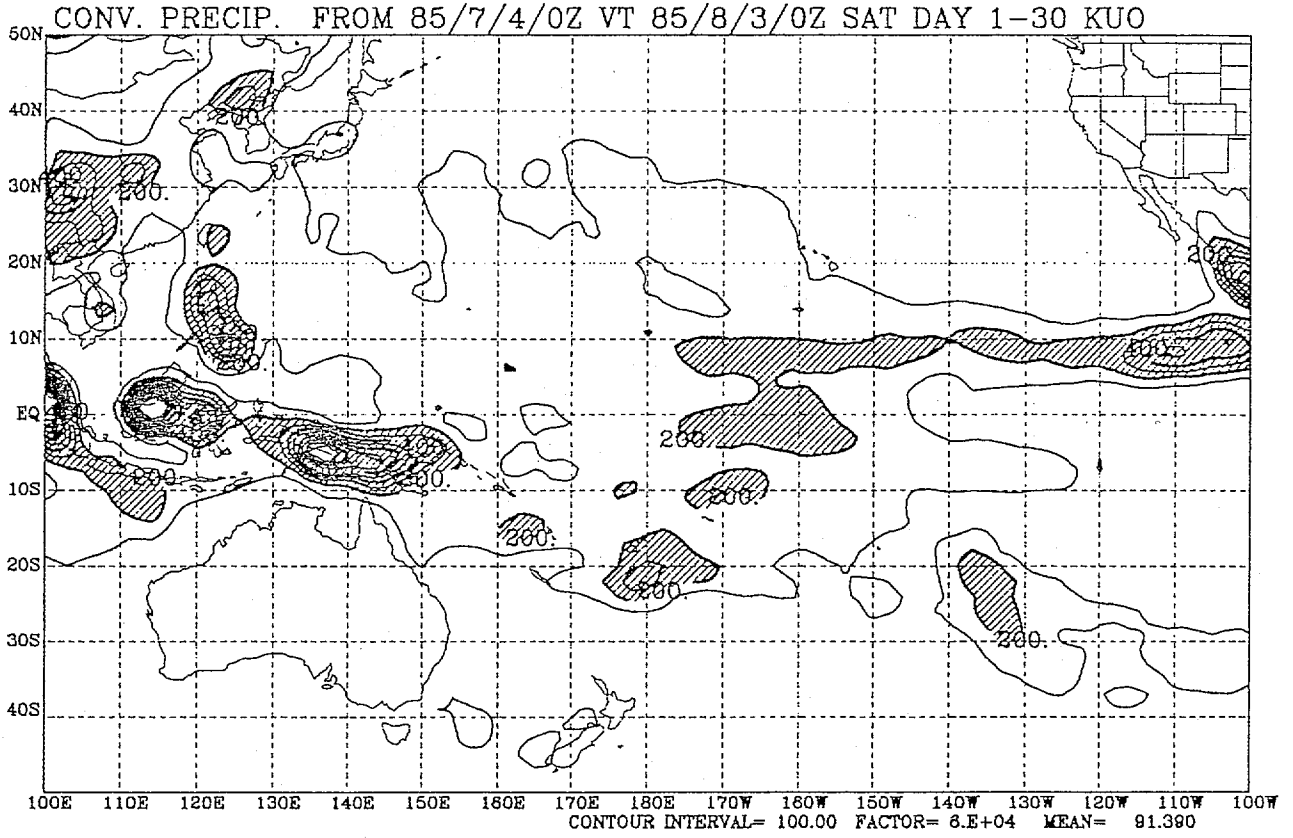 CONV. PRECIP. FROM 85/7/4/0Z VT 85/8/3/0Z SAT DAY 1-30 KUO
50N
40N
200.
30N
200.
20N
200.
10N
400.
EQ
200.
200.
200.
10S
200.
200.
20S
200.
30S
200.
40S
100E 110E 120E 130E 140E 150E 160E 170E 180E 170W 160W 150W 140W 130W 120W 110W 100W
CONTOUR INTERVAL= 100.00 FACTOR= 6.E+04 MEAN= 91.390